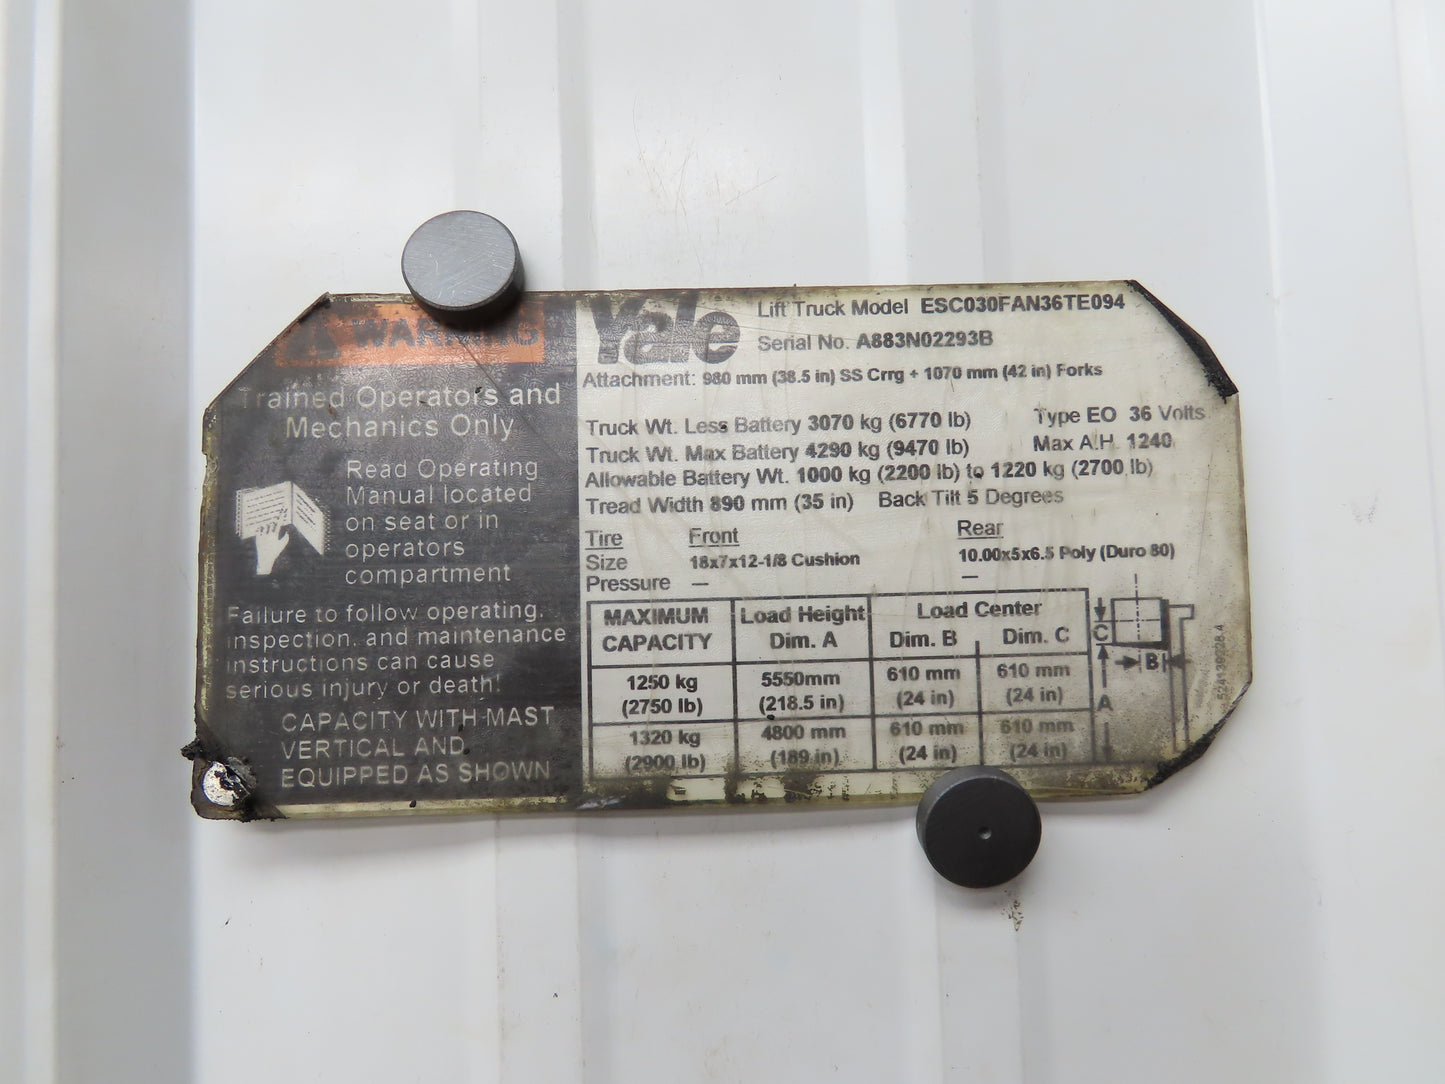 WARNING
Trained Operators and
Mechanics Only
Read Operating
Manual located
on seat or in
operators
compartment
Failure to follow operating,
inspection, and maintenance
instructions can cause
serious injury or death!
CAPACITY WITH MAST
VERTICAL AND
EQUIPPED AS SHOWN
Yale
Lift Truck Model ESC030FAN36TE094
Serial No. A883N02293B
Attachment: 980 mm (38.5 in) SS Crrg + 1070 mm (42 in) Forks
Truck Wt. Less Battery 3070 kg (6770 lb) Type EO 36 Volts
Truck Wt. Max Battery 4290 kg (9470 lb) Max A.H. 1240
Allowable Battery Wt. 1000 kg (2200 lb) to 1220 kg (2700 lb)
Tread Width 890 mm (35 in) Back Tilt 5 Degrees
Tire Front Rear
Size 18x7x12-1/8 Cushion 10.00x5x6.5 Poly (Duro 80)
Pressure — —
MAXIMUM CAPACITY Load Height Dim. A Load Center Dim. B Dim. C
1250 kg 5550mm 610 mm 610 mm
(2750 lb) (218.5 in) (24 in) (24 in)
1320 kg 4800 mm 610 mm 610 mm
(2900 lb) (189 in) (24 in) (24 in)
C
B
A